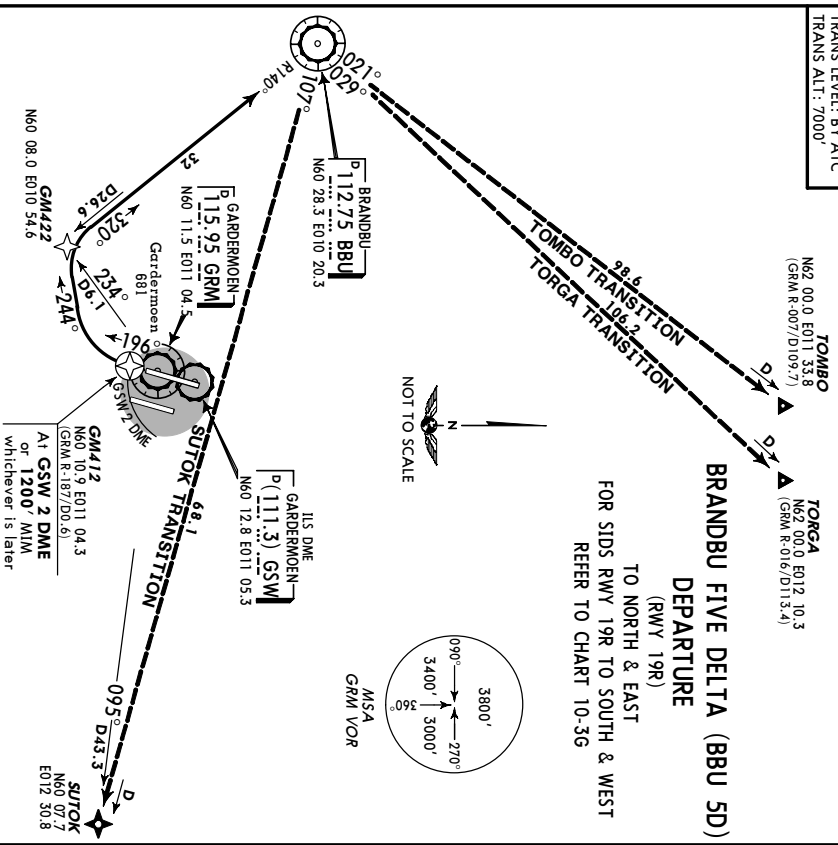 TRANS LEVEL: BY ATC
TRANS ALT: 7000'
BRANDBU FIVE DELTA (BBU 5D)
DEPARTURE
(RWY 19R)
TO NORTH & EAST
FOR SIDS RWY 19R TO SOUTH & WEST
REFER TO CHART 10-3G
TOMBO
N62 00.0 E011 33.8
(GRM R-007/D109.7)
TORGA
N62 00.0 E012 10.3
(GRM R-016/D113.4)
D
D
98.6
TOMBO TRANSITION
106.2
TORGA TRANSITION
021°
029°
107°
R140°
BRANDBU
D
112.75 BBU
N60 28.3 E010 20.3
NOT TO SCALE
N
MSA
GRM VOR
3800'
090°
270°
3400'
3000'
360°
32
D26.6
320°
GM422
N60 08.0 E010 54.6
GARDERMOEN
D
115.95 GRM
N60 11.5 E011 04.5
Gardermoen
681
234°
D6.1
244°
196°
GSW 2 DME
ILS DME
GARDERMOEN
D
(111.3) GSW
N60 12.8 E011 05.3
68.1
SUTOK TRANSITION
GM412
N60 10.9 E011 04.3
(GRM R-187/D0.6)
At GSW 2 DME
or 1200' MIM
whichever is later
095°
D43.3
D
SUTOK
N60 07.7
E012 30.8